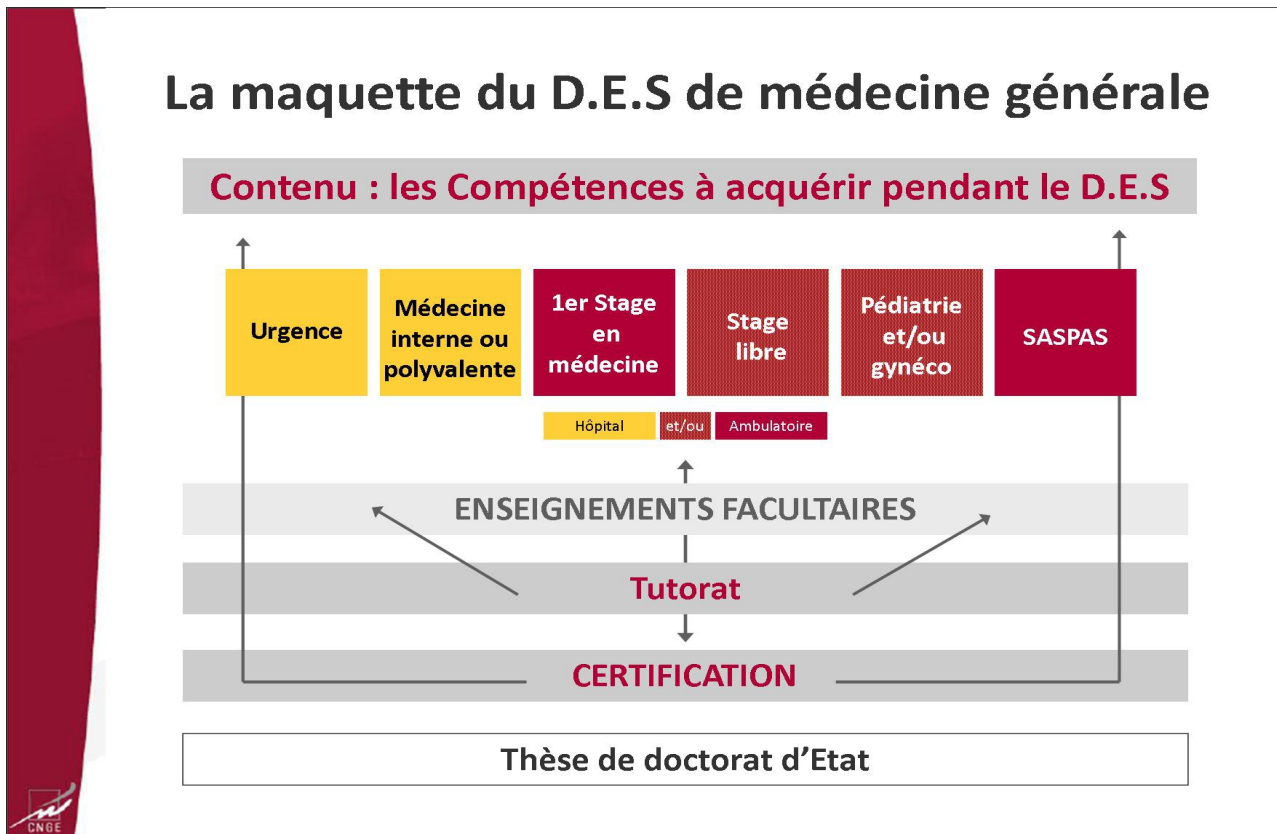 La maquette du D.E.S de médecine générale
Contenu : les Compétences à acquérir pendant le D.E.S
Urgence
Médecine
interne ou
polyvalente
1er Stage
en
médecine
Stage
libre
Pédiatrie
et/ou
gynéco
SASPAS
Hôpital
et/ou
Ambulatoire
ENSEIGNEMENTS FACULTAIRES
Tutorat
CERTIFICATION
Thèse de doctorat d’Etat
CNGE